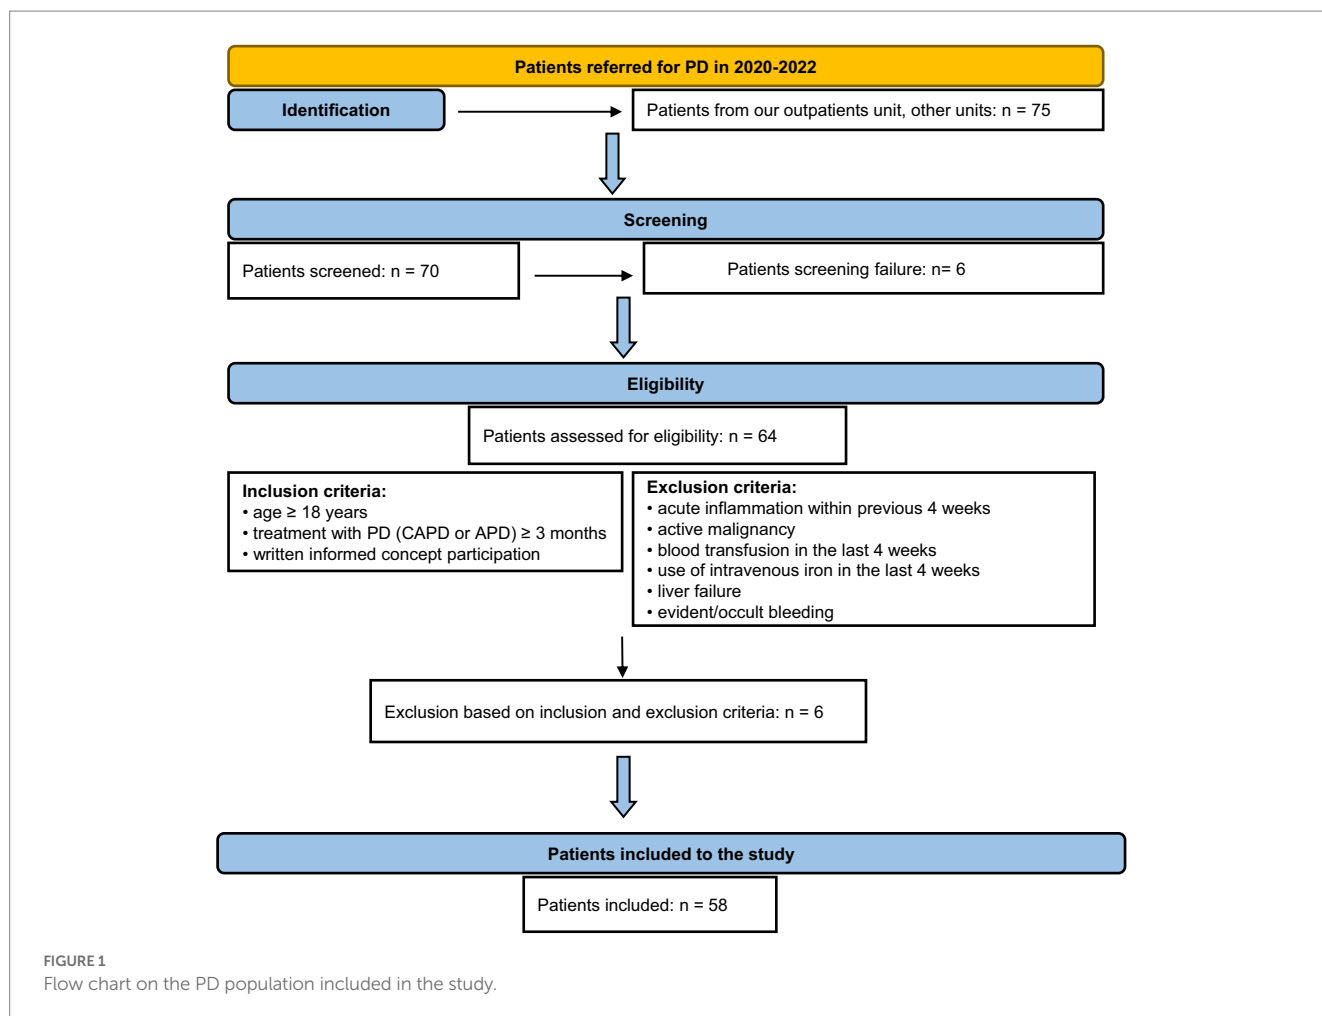 Patients referred for PD in 2020-2022
Identification
Patients from our outpatients unit, other units: n = 75
Screening
Patients screened: n = 70
Patients screening failure: n= 6
Eligibility
Patients assessed for eligibility: n = 64
Inclusion criteria:
• age ≥ 18 years
• treatment with PD (CAPD or APD) ≥ 3 months
• written informed concept participation
Exclusion criteria:
• acute inflammation within previous 4 weeks
• active malignancy
• blood transfusion in the last 4 weeks
• use of intravenous iron in the last 4 weeks
• liver failure
• evident/occult bleeding
Exclusion based on inclusion and exclusion criteria: n = 6
Patients included to the study
Patients included: n = 58
FIGURE 1
Flow chart on the PD population included in the study.